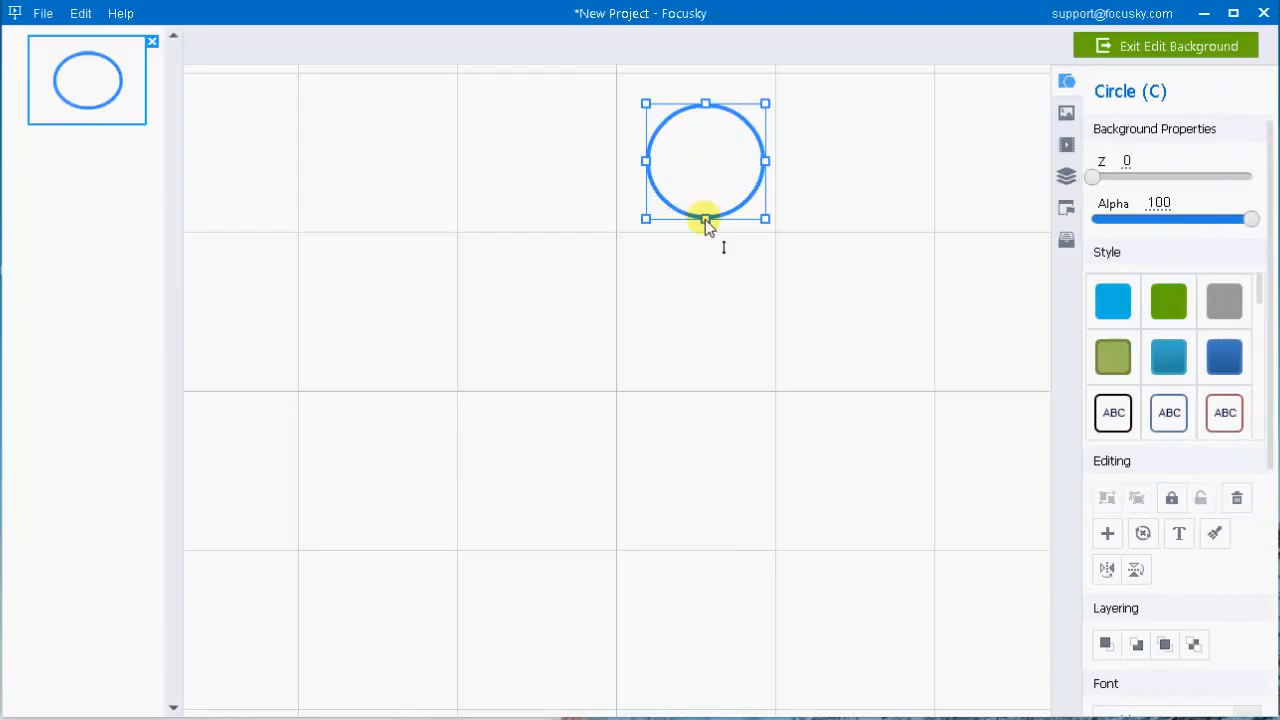 File Edit Help *New Project - Focusky support@focusky.com
Exit Edit Background
Circle (C)
Background Properties
Z 0
Alpha 100
Style
ABC ABC ABC
Editing
T
Layering
Font